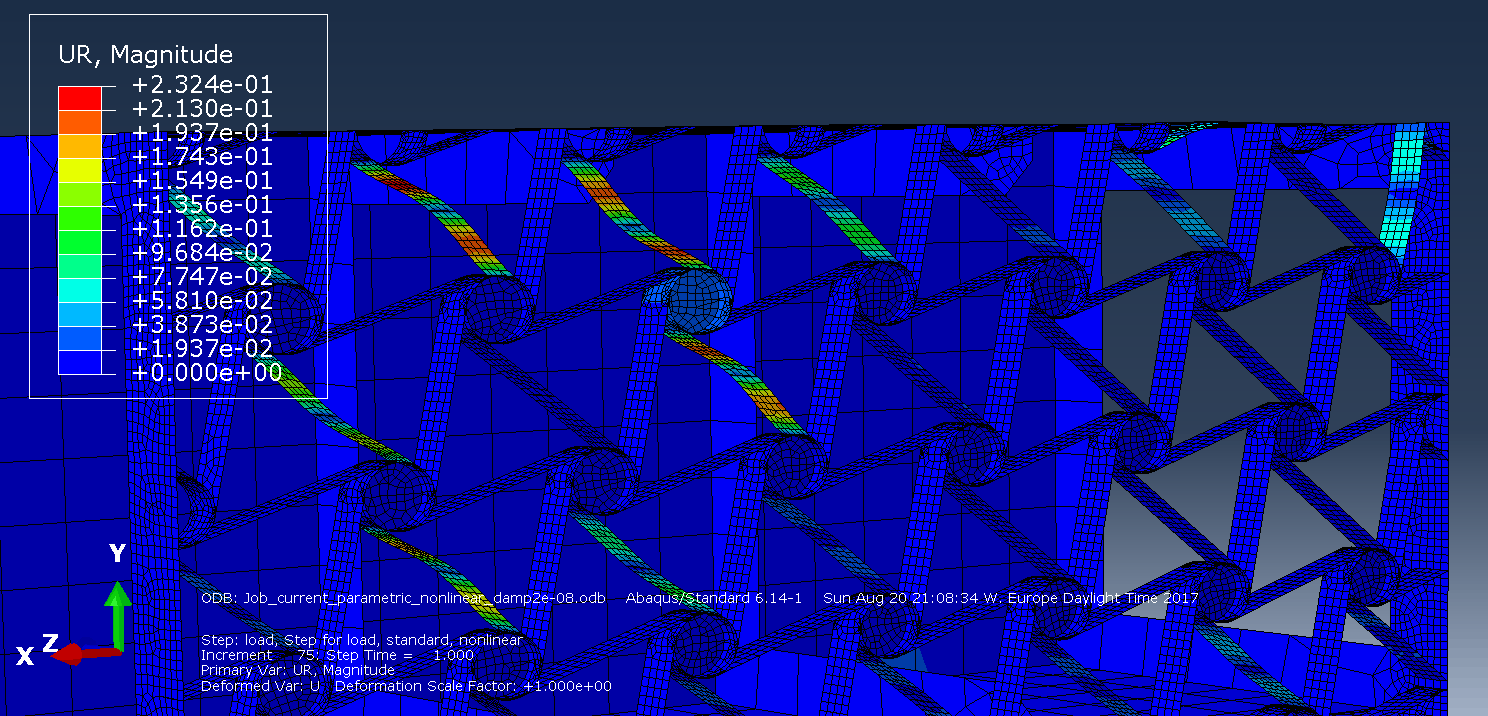 UR, Magnitude
+2.324e-01
+2.130e-01
+1.937e-01
+1.743e-01
+1.549e-01
+1.356e-01
+1.162e-01
+9.684e-02
+7.747e-02
+5.810e-02
+3.873e-02
+1.937e-02
+0.000e+00
Y
Z
X
ODB: Job_current_parametric_nonlinear_damp2e-08.odb Abaqus/Standard 6.14-1 Sun Aug 20 21:08:34 W. Europe Daylight Time 2017
Step: load, Step for load, standard, nonlinear
Increment 75: Step Time = 1.000
Primary Var: UR, Magnitude
Deformed Var: U Deformation Scale Factor: +1.000e+00